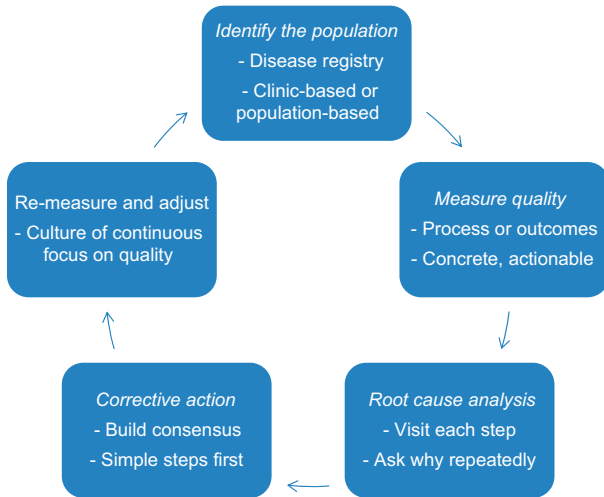 Identify the population
- Disease registry
- Clinic-based or
population-based
Measure quality
- Process or outcomes
- Concrete, actionable
Root cause analysis
- Visit each step
- Ask why repeatedly
Corrective action
- Build consensus
- Simple steps first
Re-measure and adjust
- Culture of continuous
focus on quality